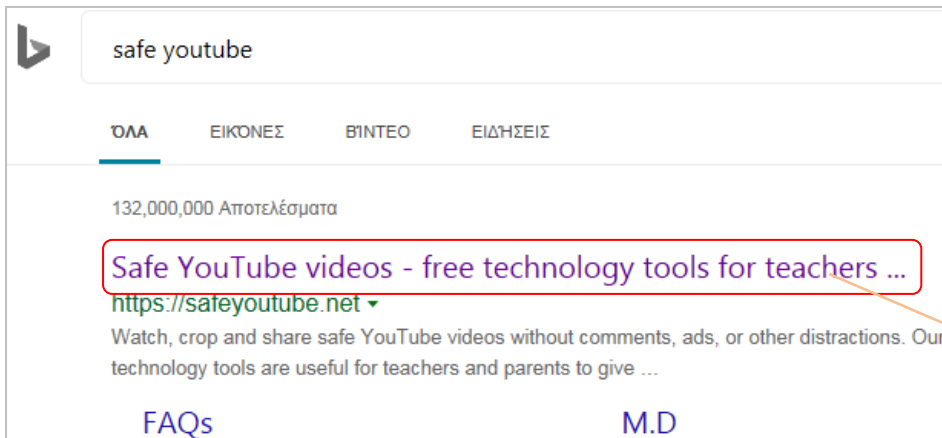 safe youtube
ΌΛΑ ΕΙΚΌΝΕΣ ΒΊΝΤΕΟ ΕΙΔΉΣΕΙΣ
132,000,000 Αποτελέσματα
Safe YouTube videos - free technology tools for teachers ...
https://safeyoutube.net
Watch, crop and share safe YouTube videos without comments, ads, or other distractions. Our
technology tools are useful for teachers and parents to give ...
FAQs M.D